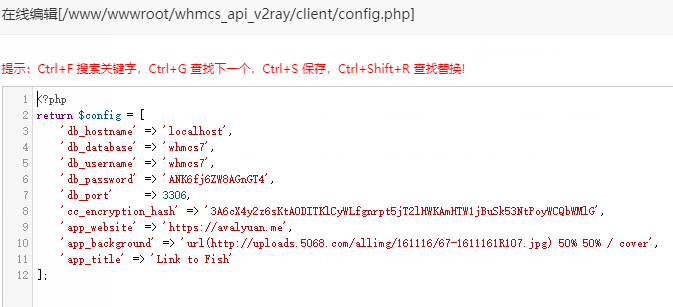 在线编辑[/www/wwwroot/whmcs_api_v2ray/client/config.php]
提示：Ctrl+F 搜索关键字，Ctrl+G 查找下一个，Ctrl+S 保存，Ctrl+Shift+R 查找替换!
1 <?php
2 return $config = [
3 'db_hostname' => 'localhost',
4 'db_database' => 'whmcs7',
5 'db_username' => 'whmcs7',
6 'db_password' => 'ANK6fj6ZW8AGnGT4',
7 'db_port' => 3306,
8 'cc_encryption_hash' => '3A6cX4y2z6sKtAODITKlCyWLfgnrpt5jT2lHWKAmHTW1jBuSk53NtPoyWCQbWMlG',
9 'app_website' => 'https://avalyuan.me',
10 'app_background' => 'url(http://uploads.5068.com/allimg/161116/67-1611161R107.jpg) 50% 50% / cover',
11 'app_title' => 'Link to Fish'
12 ];